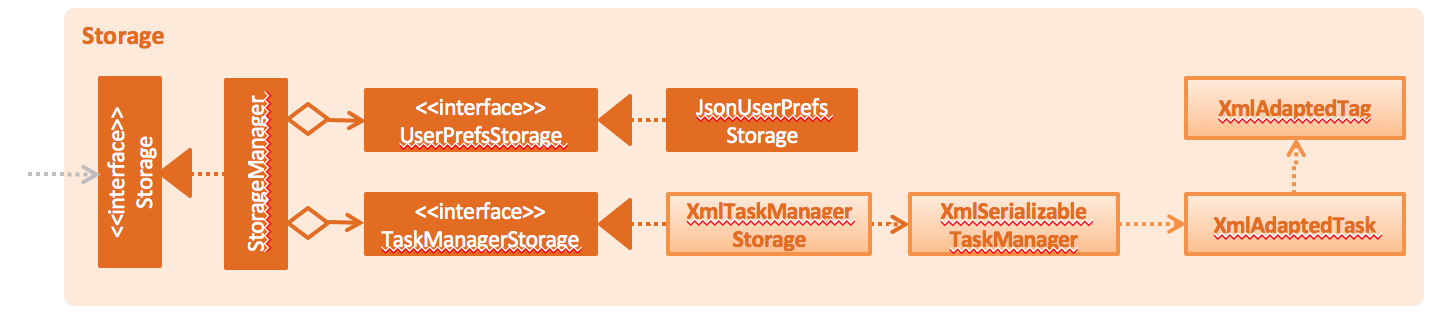 Storage
<<interface>>
Storage
StorageManager
<<interface>>
UserPrefsStorage
JsonUserPrefs
Storage
XmlAdaptedTag
<<interface>>
TaskManagerStorage
XmlTaskManager
Storage
XmlSerializable
TaskManager
XmlAdaptedTask